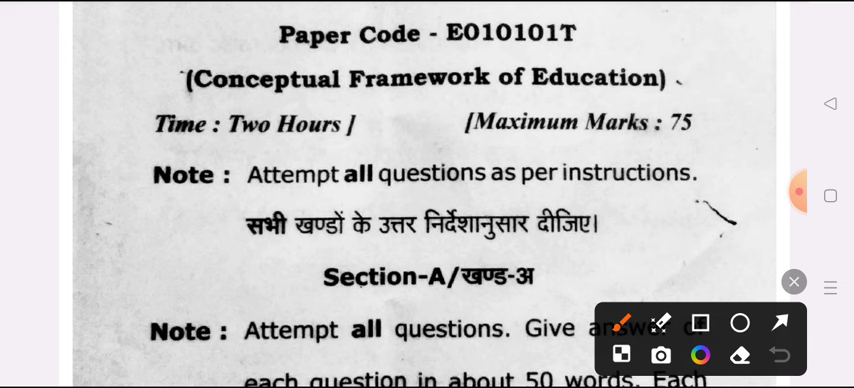 Paper Code - E010101T
(Conceptual Framework of Education)
Time : Two Hours ] [Maximum Marks : 75
Note : Attempt all questions as per instructions.
सभी खण्डों के उत्तर निर्देशानुसार दीजिए।
Section-A/खण्ड-अ
Note : Attempt all questions. Give answer of
each question in about 50 words. Each